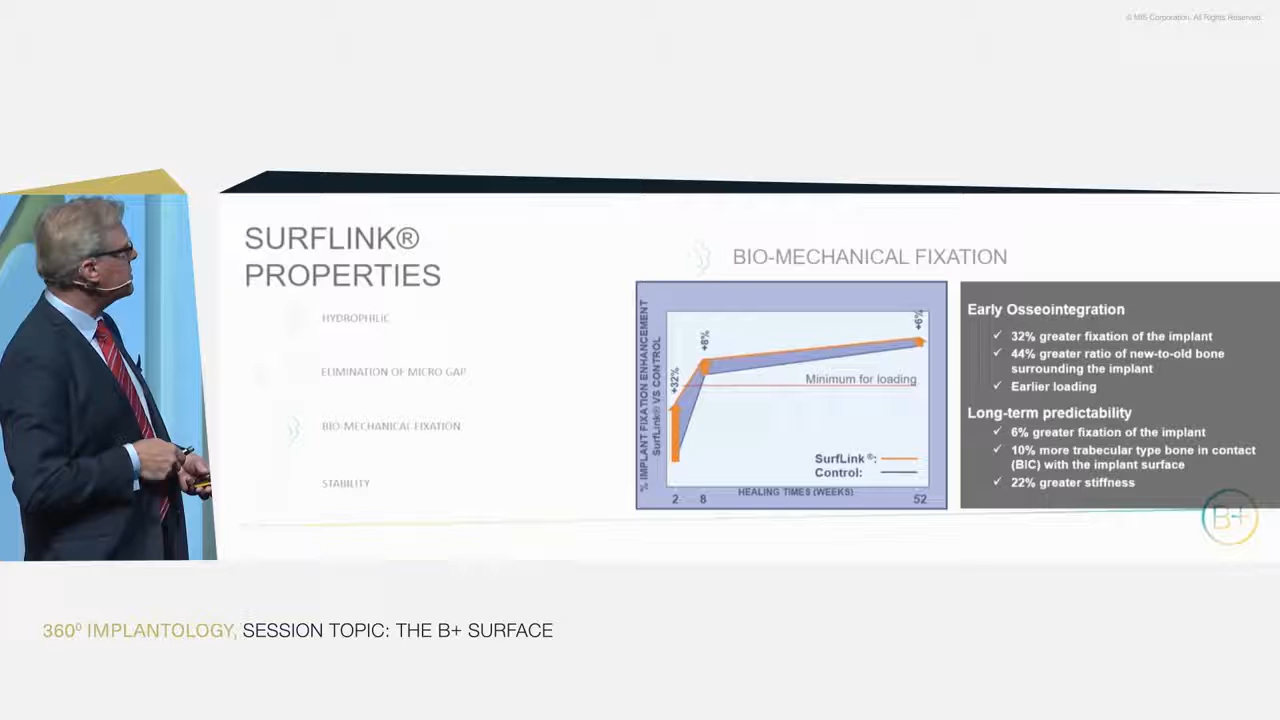 © MIS Corporation. All Rights Reserved.
SURFLINK®
PROPERTIES
HYDROPHILIC
ELIMINATION OF MICRO GAP
BIO-MECHANICAL FIXATION
STABILITY
BIO-MECHANICAL FIXATION
% IMPLANT FIXATION ENHANCEMENT
SurfLink® VS CONTROL
+32%
+8%
+6%
Minimum for loading
SurfLink ®:
Control:
HEALING TIMES (WEEKS)
2 8 52
Early Osseointegration
✓ 32% greater fixation of the implant
✓ 44% greater ratio of new-to-old bone
surrounding the implant
✓ Earlier loading
Long-term predictability
✓ 6% greater fixation of the implant
✓ 10% more trabecular type bone in contact
(BIC) with the implant surface
✓ 22% greater stiffness
B+
360⁰ IMPLANTOLOGY, SESSION TOPIC: THE B+ SURFACE